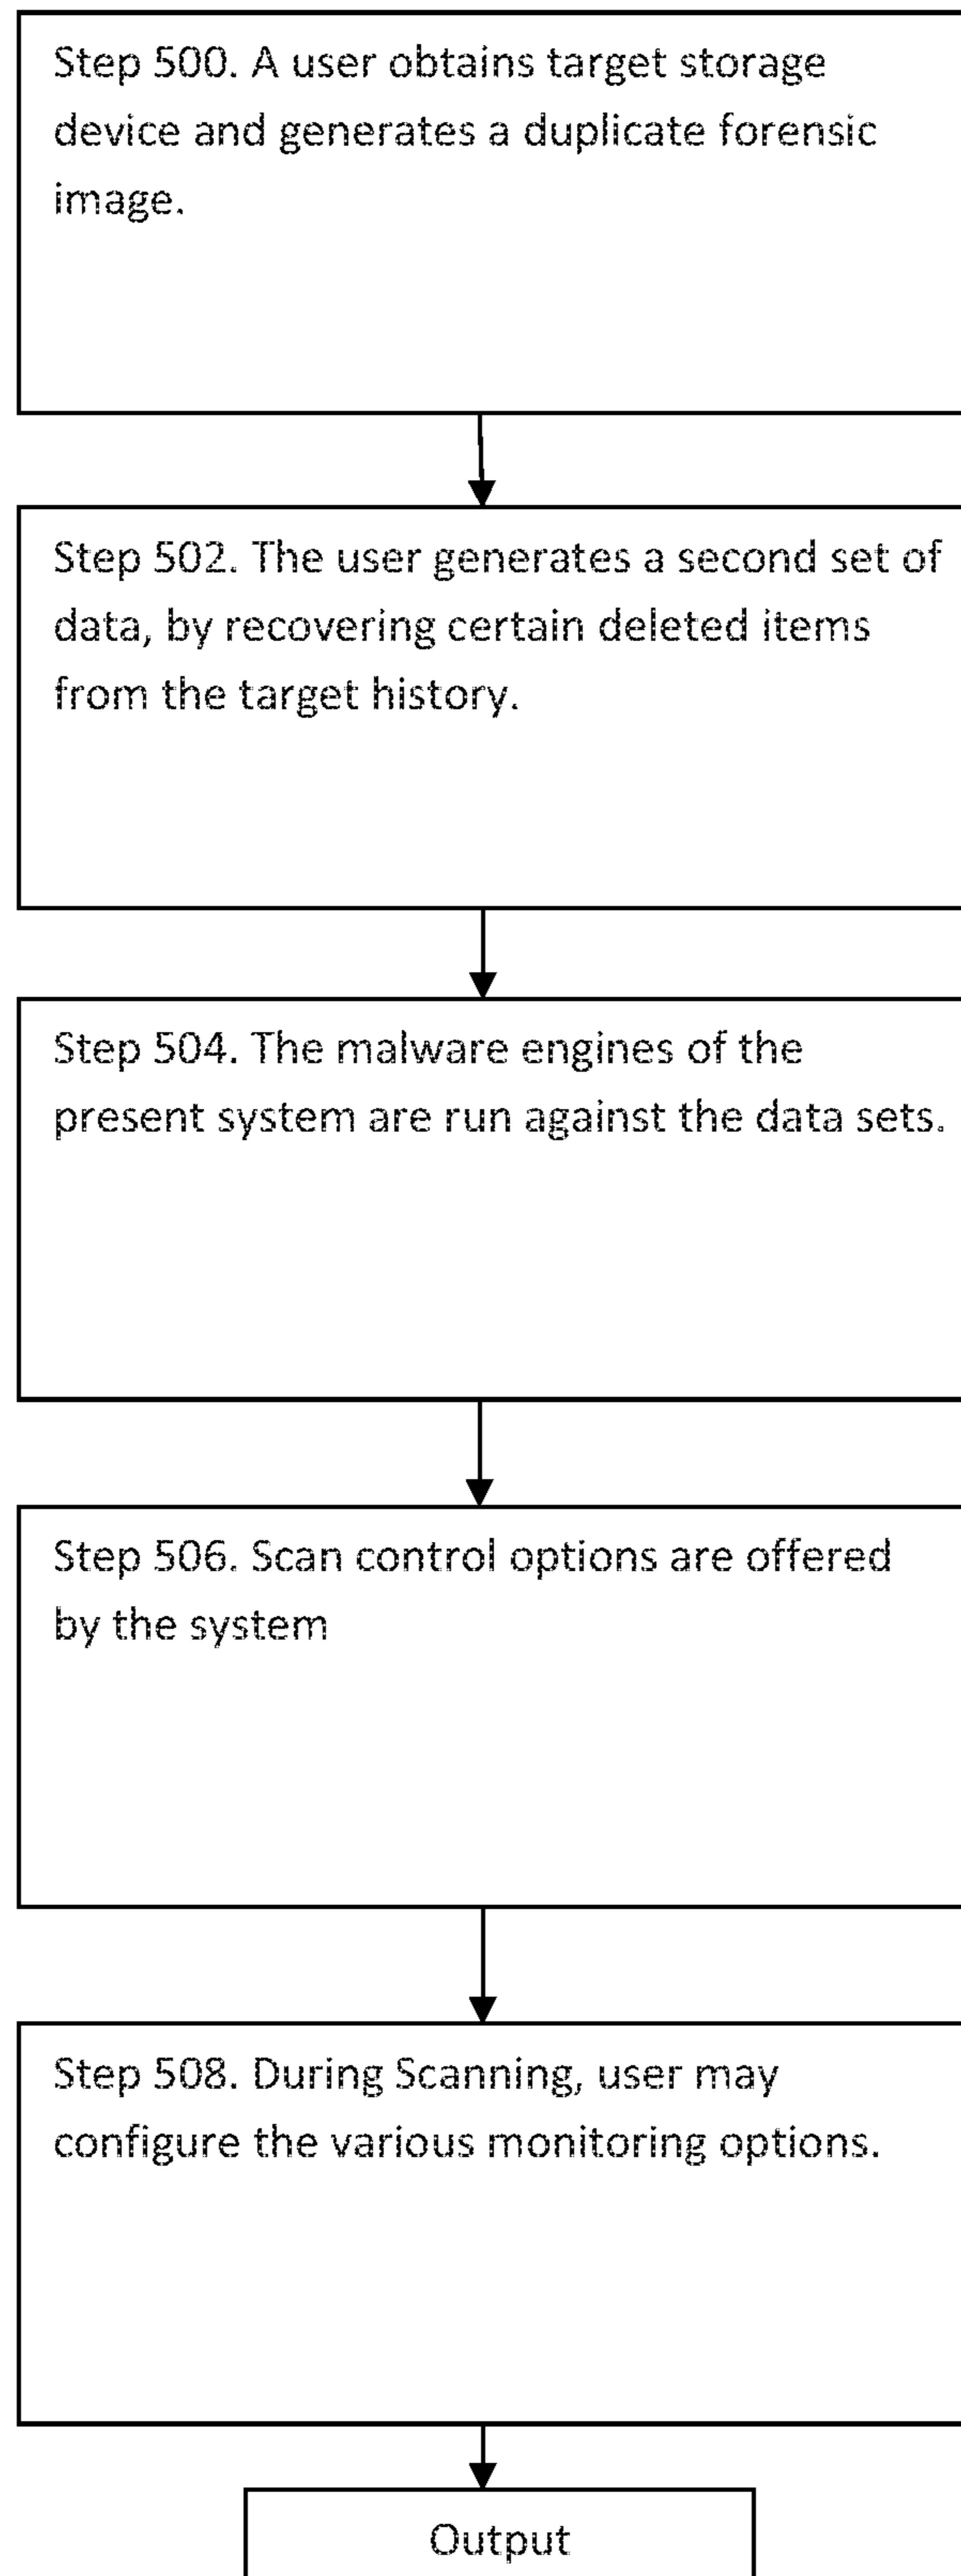 Step 500. A user obtains target storage
device and generates a duplicate forensic
image.
Step 502. The user generates a second set of
data, by recovering certain deleted items
from the target history.
Step 504. The malware engines of the
present system are run against the data sets.
Step 506. Scan control options are offered
by the system
Step 508. During Scanning, user may
configure the various monitoring options.
Output